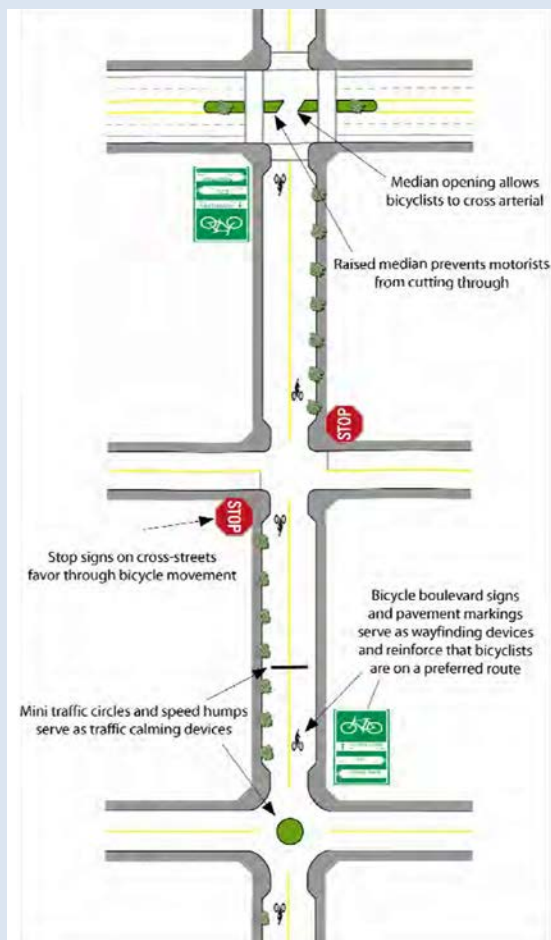 Median opening allows
bicyclists to cross arterial
Raised median prevents motorists
from cutting through
STOP
STOP
Stop signs on cross-streets
favor through bicycle movement
Bicycle boulevard signs
and pavement markings
serve as wayfinding devices
and reinforce that bicyclists
are on a preferred route
Mini traffic circles and speed humps
serve as traffic calming devices